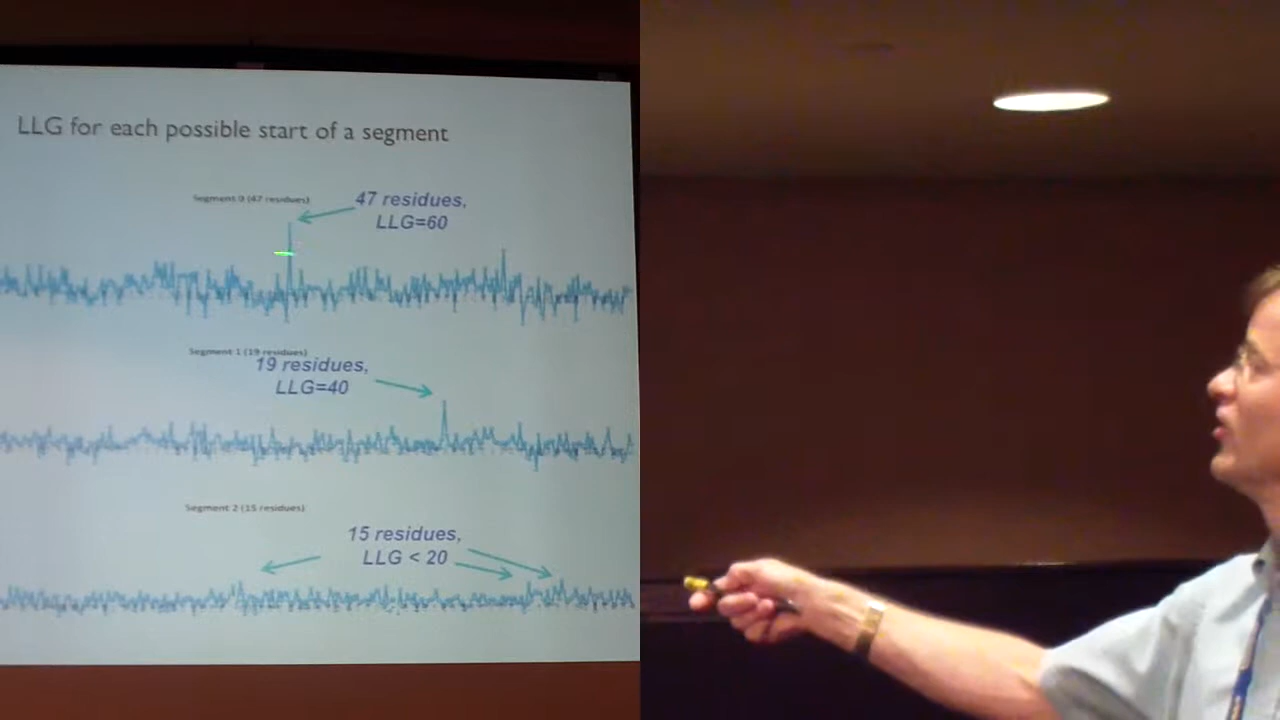 LLG for each possible start of a segment
Segment 0 (47 residues)
47 residues,
LLG=60
Segment 1 (19 residues)
19 residues,
LLG=40
Segment 2 (15 residues)
15 residues,
LLG < 20